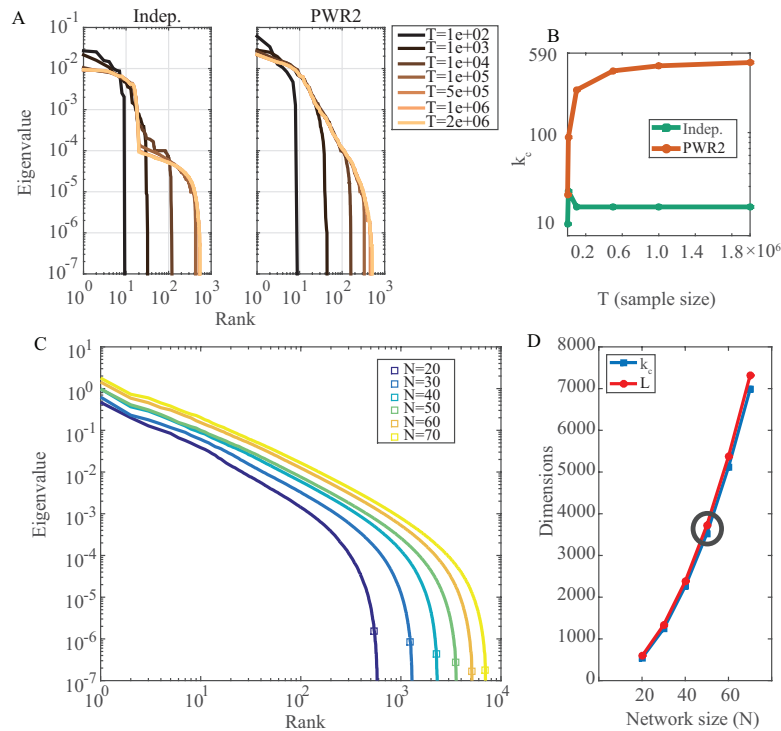 A
Indep.
PWR2
10^-1
10^-2
10^-3
10^-4
10^-5
10^-6
10^-7
Eigenvalue
10^0 10^1 10^2 10^3
10^0 10^1 10^2 10^3
Rank
T=1e+02
T=1e+03
T=1e+04
T=1e+05
T=5e+05
T=1e+06
T=2e+06
B
590
100
10
k_c
Indep.
PWR2
0.2 0.6 1.0 1.4 1.8 ×10^6
T (sample size)
C
10^1
10^0
10^-1
10^-2
10^-3
10^-4
10^-5
10^-6
10^-7
Eigenvalue
N=20
N=30
N=40
N=50
N=60
N=70
10^0 10^1 10^2 10^3 10^4
Rank
D
8000
7000
6000
5000
4000
3000
2000
1000
0
Dimensions
k_c
L
20 40 60
Network size (N)